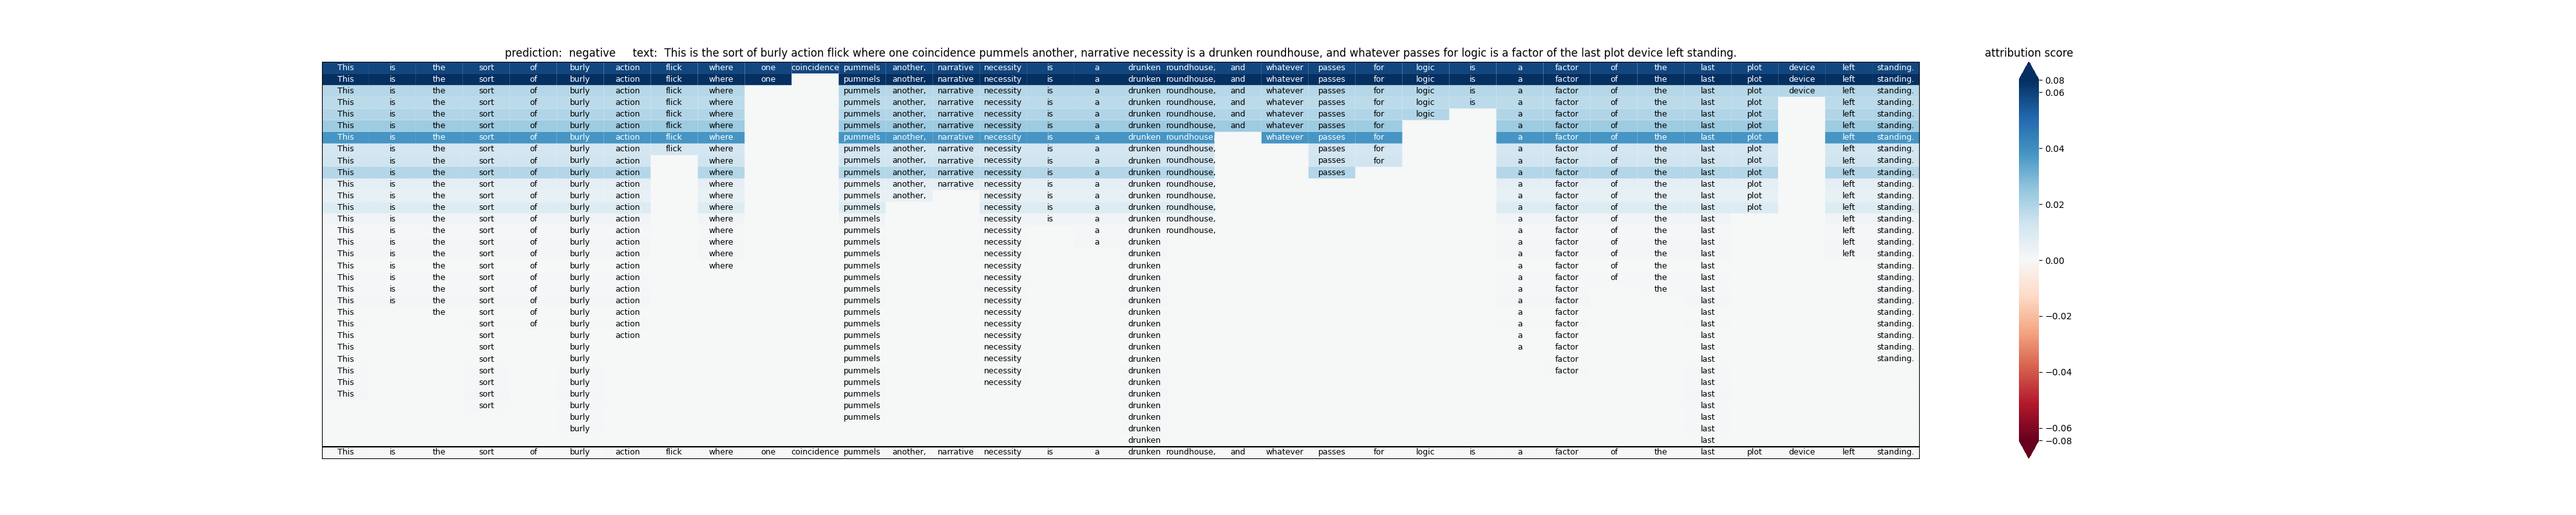 prediction: negative text: This is the sort of burly action flick where one coincidence pummels another, narrative necessity is a drunken roundhouse, and whatever passes for logic is a factor of the last plot device left standing.
attribution score
This is the sort of burly action flick where one coincidence pummels another, narrative necessity is a drunken roundhouse, and whatever passes for logic is a factor of the last plot device left standing.
This is the sort of burly action flick where one pummels another, narrative necessity is a drunken roundhouse, and whatever passes for logic is a factor of the last plot device left standing.
This is the sort of burly action flick where pummels another, narrative necessity is a drunken roundhouse, and whatever passes for logic is a factor of the last plot device left standing.
This is the sort of burly action flick where pummels another, narrative necessity is a drunken roundhouse, and whatever passes for logic is a factor of the last plot left standing.
This is the sort of burly action flick where pummels another, narrative necessity is a drunken roundhouse, and whatever passes for logic a factor of the last plot left standing.
This is the sort of burly action flick where pummels another, narrative necessity is a drunken roundhouse, and whatever passes for a factor of the last plot left standing.
This is the sort of burly action flick where pummels another, narrative necessity is a drunken roundhouse, whatever passes for a factor of the last plot left standing.
This is the sort of burly action flick where pummels another, narrative necessity is a drunken roundhouse, passes for a factor of the last plot left standing.
This is the sort of burly action where pummels another, narrative necessity is a drunken roundhouse, passes for a factor of the last plot left standing.
This is the sort of burly action where pummels another, narrative necessity is a drunken roundhouse, passes a factor of the last plot left standing.
This is the sort of burly action where pummels another, narrative necessity is a drunken roundhouse, a factor of the last plot left standing.
This is the sort of burly action where pummels another, necessity is a drunken roundhouse, a factor of the last plot left standing.
This is the sort of burly action where pummels necessity is a drunken roundhouse, a factor of the last plot left standing.
This is the sort of burly action where pummels necessity is a drunken roundhouse, a factor of the last left standing.
This is the sort of burly action where pummels necessity a drunken roundhouse, a factor of the last left standing.
This is the sort of burly action where pummels necessity a drunken a factor of the last left standing.
This is the sort of burly action where pummels necessity drunken a factor of the last left standing.
This is the sort of burly action where pummels necessity drunken a factor of the last standing.
This is the sort of burly action pummels necessity drunken a factor of the last standing.
This is the sort of burly action pummels necessity drunken a factor the last standing.
This is the sort of burly action pummels necessity drunken a factor last standing.
This the sort of burly action pummels necessity drunken a factor last standing.
This sort of burly action pummels necessity drunken a factor last standing.
This sort burly action pummels necessity drunken a factor last standing.
This sort burly pummels necessity drunken a factor last standing.
This sort burly pummels necessity drunken factor last standing.
This sort burly pummels necessity drunken factor last
This sort burly pummels necessity drunken last
This sort burly pummels drunken last
sort burly pummels drunken last
burly pummels drunken last
burly drunken last
drunken last
This is the sort of burly action flick where one coincidence pummels another, narrative necessity is a drunken roundhouse, and whatever passes for logic is a factor of the last plot device left standing.
0.08
0.06
0.04
0.02
0.00
−0.02
−0.04
−0.06
−0.08